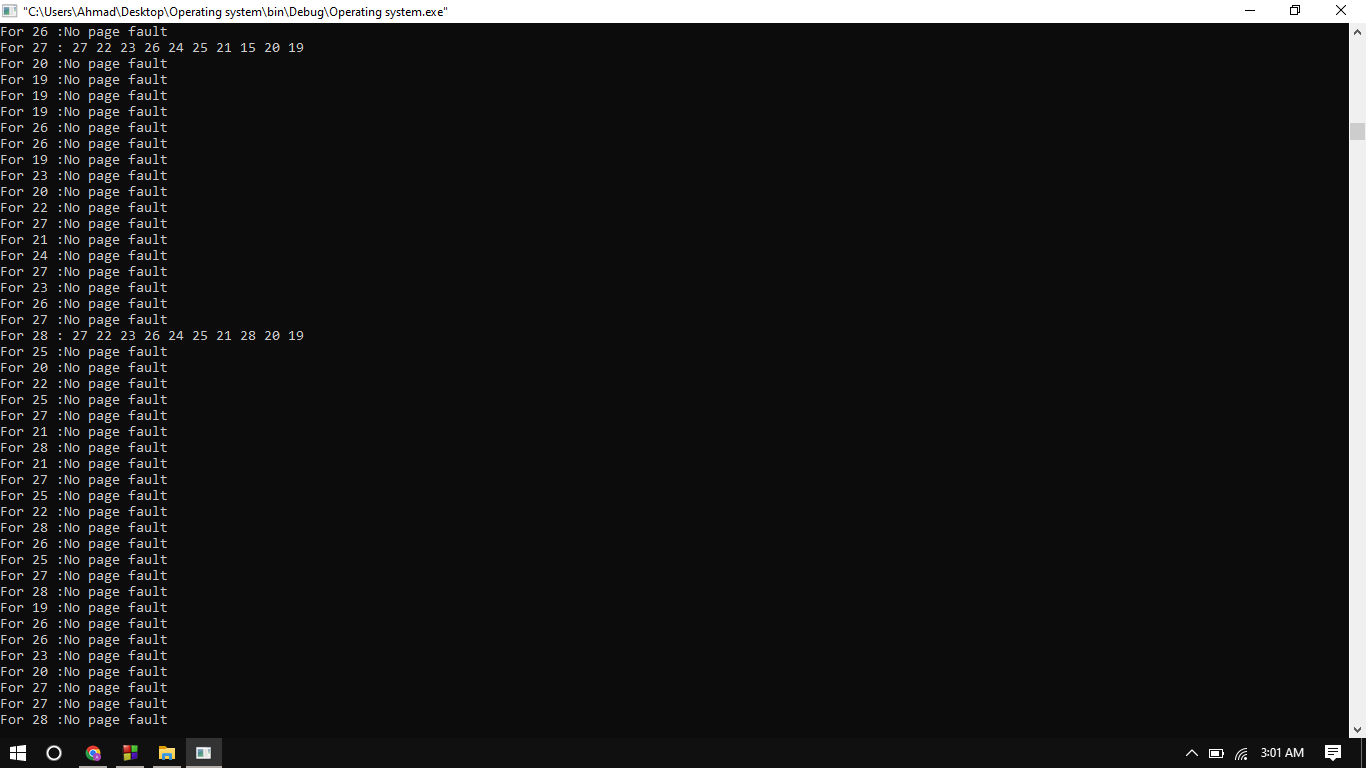 "C:\Users\Ahmad\Desktop\Operating system\bin\Debug\Operating system.exe"
For 26 :No page fault
For 27 : 27 22 23 26 24 25 21 15 20 19
For 20 :No page fault
For 19 :No page fault
For 19 :No page fault
For 19 :No page fault
For 26 :No page fault
For 26 :No page fault
For 19 :No page fault
For 23 :No page fault
For 20 :No page fault
For 22 :No page fault
For 27 :No page fault
For 21 :No page fault
For 24 :No page fault
For 27 :No page fault
For 23 :No page fault
For 26 :No page fault
For 27 :No page fault
For 28 : 27 22 23 26 24 25 21 28 20 19
For 25 :No page fault
For 20 :No page fault
For 22 :No page fault
For 25 :No page fault
For 27 :No page fault
For 21 :No page fault
For 28 :No page fault
For 21 :No page fault
For 27 :No page fault
For 25 :No page fault
For 22 :No page fault
For 28 :No page fault
For 26 :No page fault
For 25 :No page fault
For 27 :No page fault
For 28 :No page fault
For 19 :No page fault
For 26 :No page fault
For 26 :No page fault
For 23 :No page fault
For 20 :No page fault
For 27 :No page fault
For 27 :No page fault
For 28 :No page fault
3:01 AM